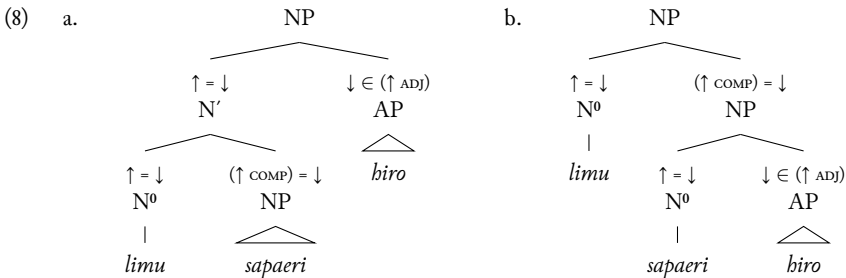 (8) a. NP b. NP
↑ = ↓ ↓ ∈ (↑ ADJ) ↑ = ↓ (↑ COMP) = ↓
N′ AP N⁰ NP
↑ = ↓ (↑ COMP) = ↓ hiro limu ↑ = ↓ ↓ ∈ (↑ ADJ)
N⁰ NP N⁰ AP
limu sapaeri sapaeri hiro